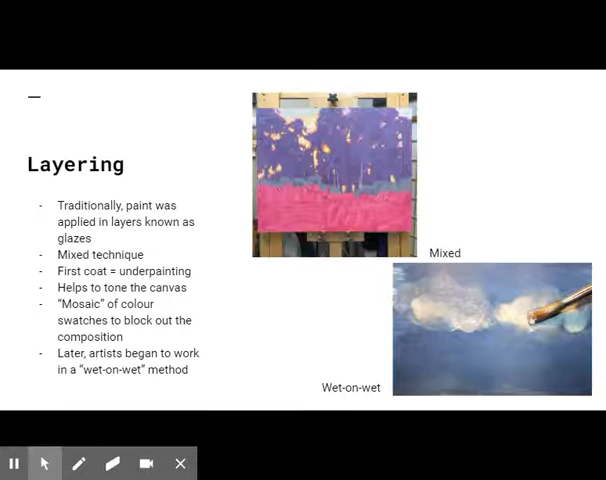 Layering
- Traditionally, paint was
applied in layers known as
glazes
- Mixed technique
- First coat = underpainting
- Helps to tone the canvas
- “Mosaic” of colour
swatches to block out the
composition
- Later, artists began to work
in a “wet-on-wet” method
Mixed
Wet-on-wet